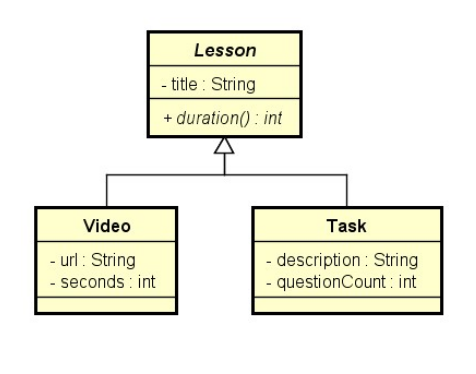 Lesson
- title : String
+ duration() : int
Video
- url : String
- seconds : int
Task
- description : String
- questionCount : int